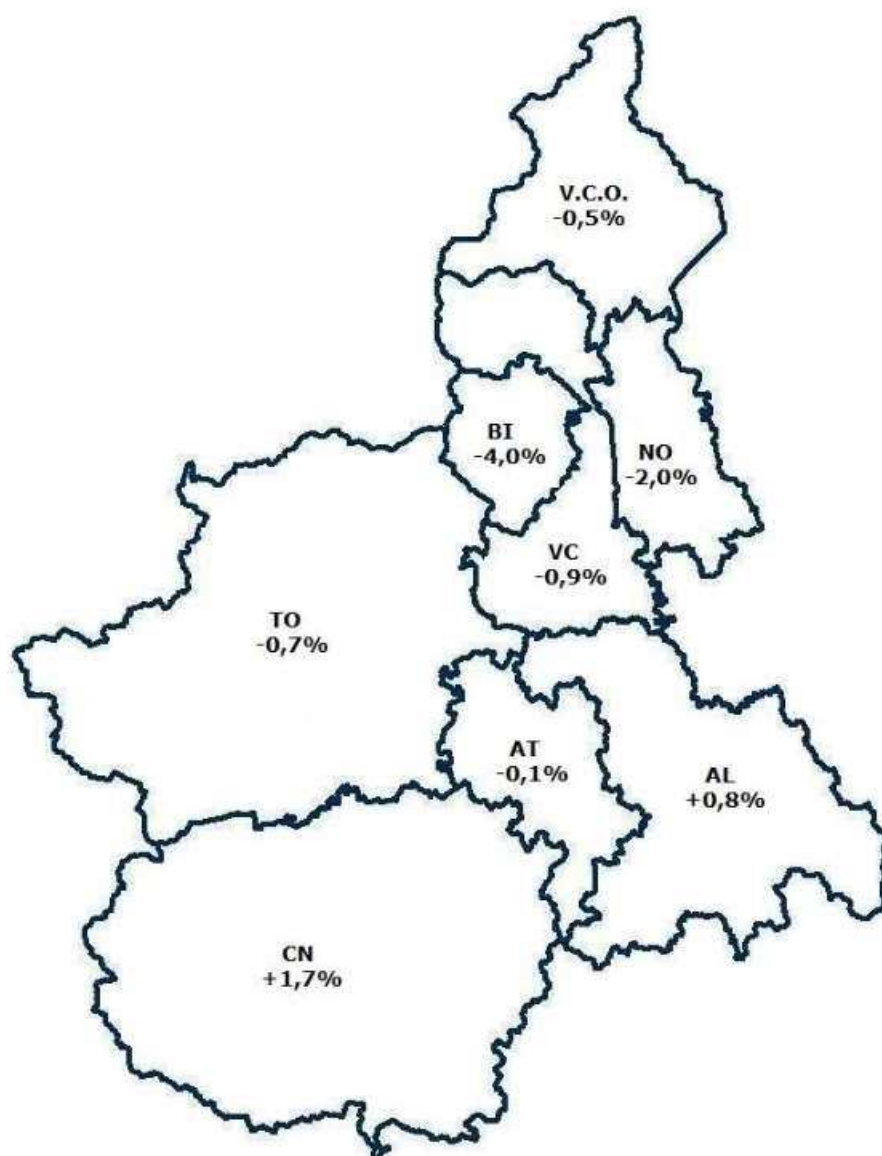 V.C.O.
-0,5%
BI
-4,0%
NO
-2,0%
VC
-0,9%
TO
-0,7%
AT
-0,1%
AL
+0,8%
CN
+1,7%